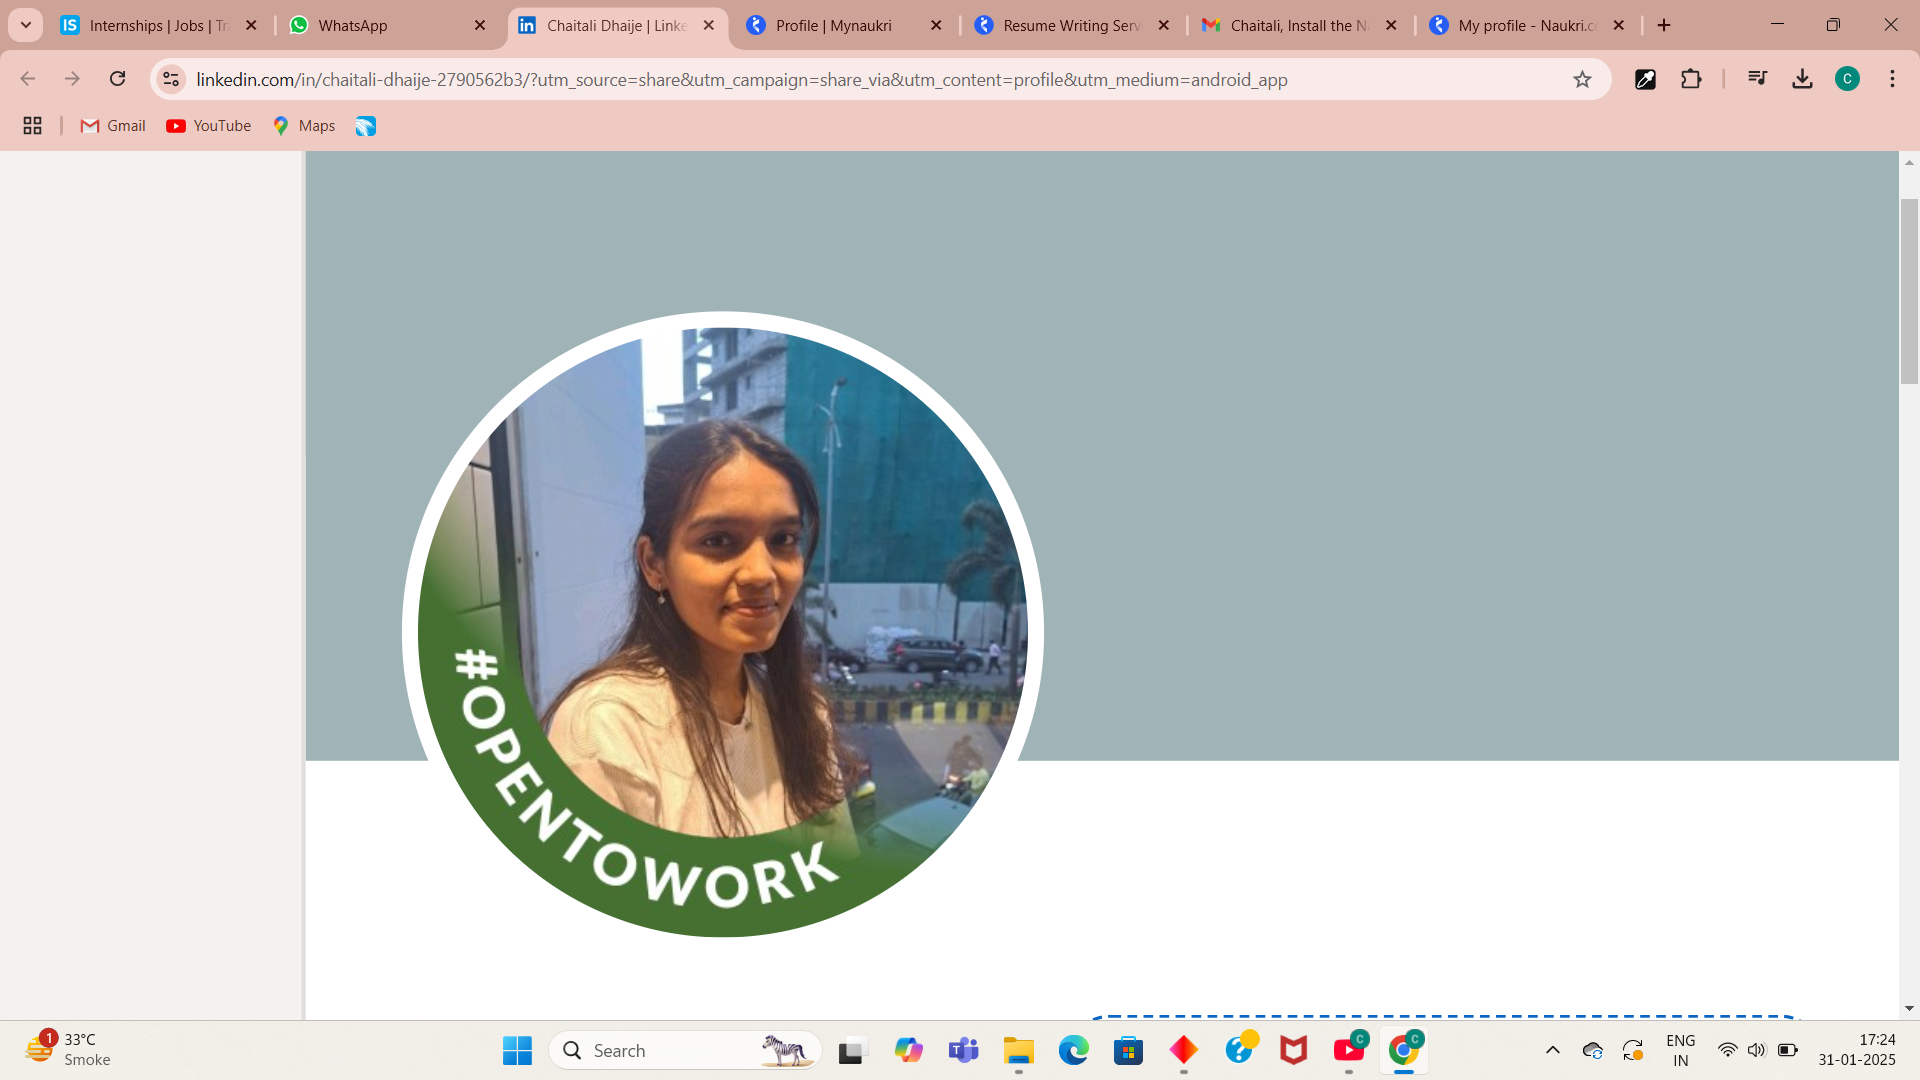 Internships | Jobs | Tr
WhatsApp
Chaitali Dhaije | Linke
Profile | Mynaukri
Resume Writing Serv
Chaitali, Install the N
My profile - Naukri.c
linkedin.com/in/chaitali-dhaije-2790562b3/?utm_source=share&utm_campaign=share_via&utm_content=profile&utm_medium=android_app
C
Gmail
YouTube
Maps
#OPENTOWORK
1
33°C
Smoke
Search
ENG
IN
17:24
31-01-2025